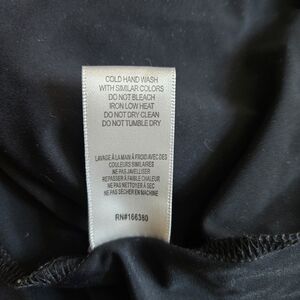 COLD HAND WASH
WITH SIMILAR COLORS
DO NOT BLEACH
IRON LOW HEAT
DO NOT DRY CLEAN
DO NOT TUMBLE DRY
LAVAGE À LA MAIN À FROID AVEC DES
COULEURS SIMILAIRES
NE PAS JAVELLISER
REPASSER À FAIBLE CHALEUR
NE PAS NETTOYER À SEC
NE PAS SÉCHER EN MACHINE
RN#166380